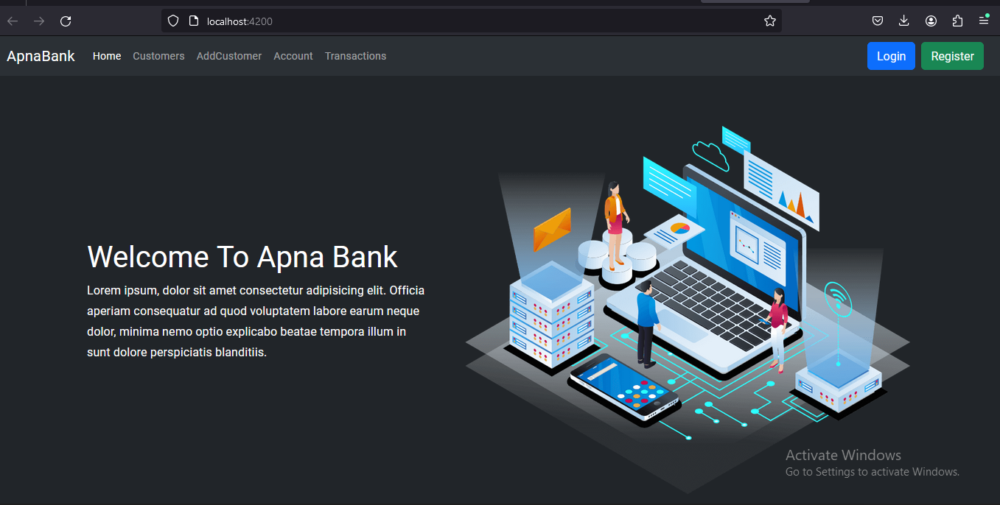 localhost:4200
ApnaBank Home Customers AddCustomer Account Transactions Login Register
Welcome To Apna Bank
Lorem ipsum, dolor sit amet consectetur adipisicing elit. Officia
aperiam consequatur ad quod voluptatem labore earum neque
dolor, minima nemo optio explicabo beatae tempora illum in
sunt dolore perspiciatis blanditiis.
Activate Windows
Go to Settings to activate Windows.